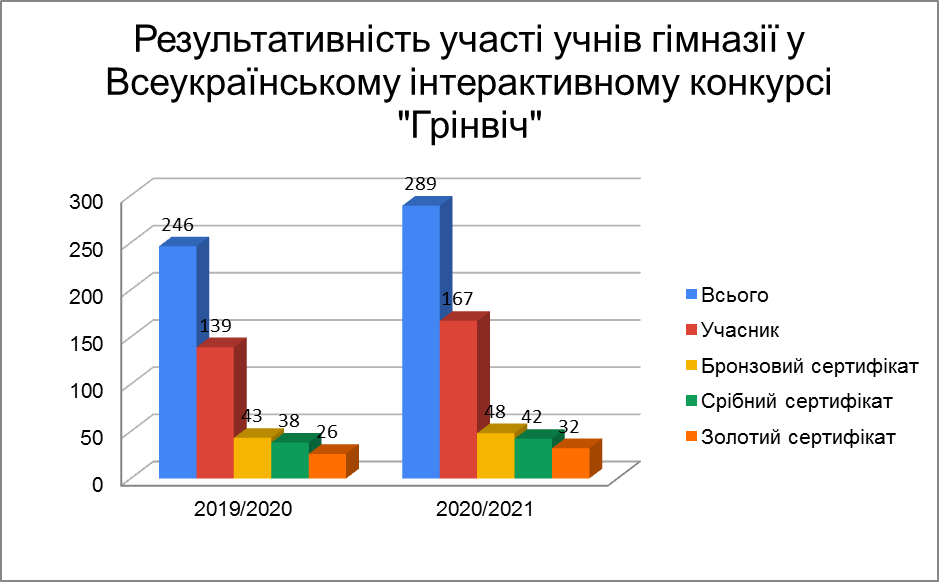 Результативність участі учнів гімназії у
Всеукраїнському інтерактивному конкурсі
"Грінвіч"
300
250
200
150
100
50
0
246
139
43
38
26
289
167
48
42
32
2019/2020
2020/2021
Всього
Учасник
Бронзовий сертифікат
Срібний сертифікат
Золотий сертифікат